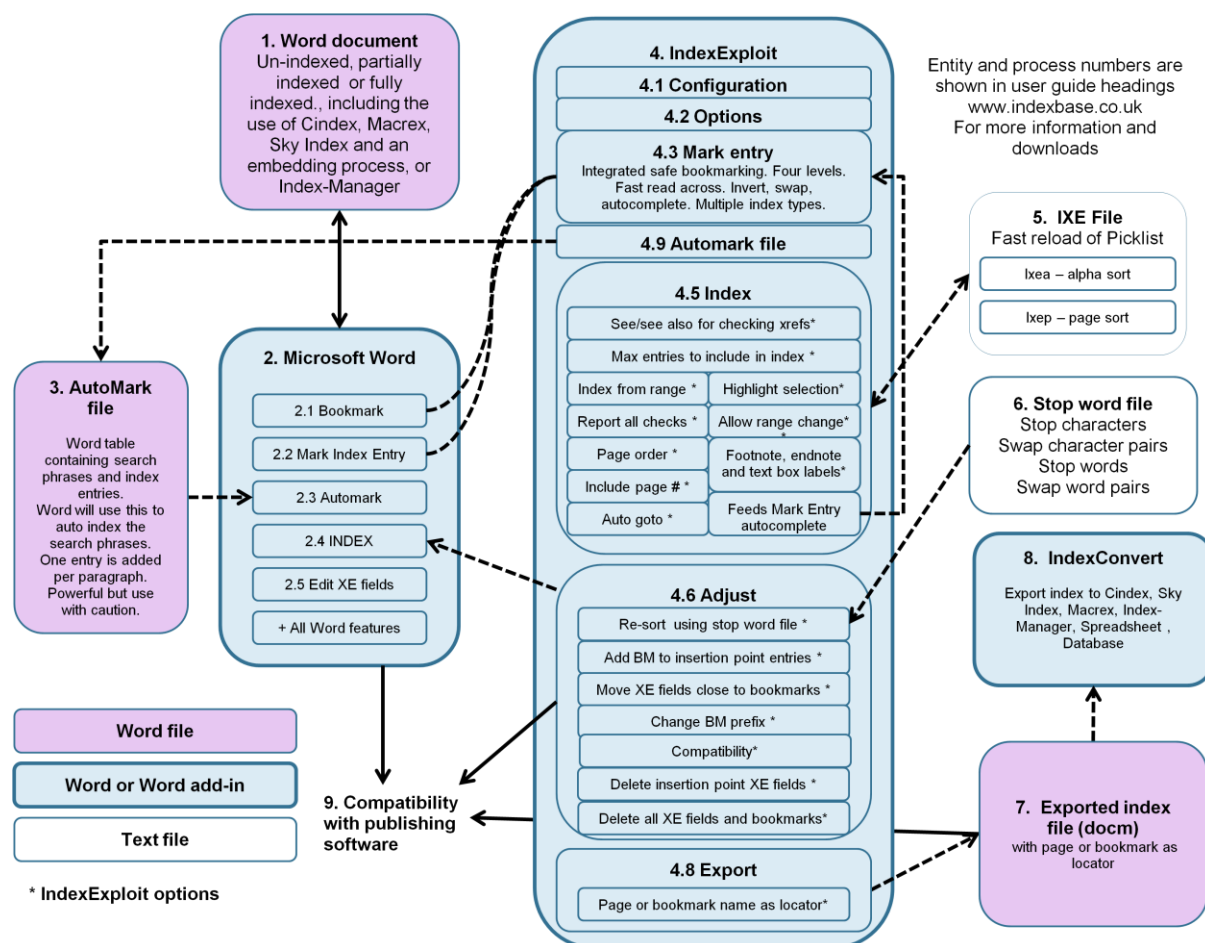 1. Word document
Un-indexed, partially
indexed or fully
indexed., including the
use of Cindex, Macrex,
Sky Index and an
embedding process, or
Index-Manager
2. Microsoft Word
2.1 Bookmark
2.2 Mark Index Entry
2.3 Automark
2.4 INDEX
2.5 Edit XE fields
+ All Word features
3. AutoMark
file
Word table
containing search
phrases and index
entries.
Word will use this to
auto index the
search phrases.
One entry is added
per paragraph.
Powerful but use
with caution.
Word file
Word or Word add-in
Text file
* IndexExploit options
4. IndexExploit
4.1 Configuration
4.2 Options
4.3 Mark entry
Integrated safe bookmarking. Four levels.
Fast read across. Invert, swap,
autocomplete. Multiple index types.
4.9 Automark file
4.5 Index
See/see also for checking xrefs*
Max entries to include in index *
Index from range *
Highlight selection*
Report all checks *
Allow range change*
*
Page order *
Footnote, endnote
and text box labels*
Include page # *
Auto goto *
Feeds Mark Entry
autocomplete
4.6 Adjust
Re-sort using stop word file *
Add BM to insertion point entries *
Move XE fields close to bookmarks *
Change BM prefix *
Compatibility*
Delete insertion point XE fields *
Delete all XE fields and bookmarks*
4.8 Export
Page or bookmark name as locator*
Entity and process numbers are
shown in user guide headings
www.indexbase.co.uk
For more information and
downloads
5. IXE File
Fast reload of Picklist
Ixea – alpha sort
Ixep – page sort
6. Stop word file
Stop characters
Swap character pairs
Stop words
Swap word pairs
8. IndexConvert
Export index to Cindex, Sky
Index, Macrex, Index-
Manager, Spreadsheet ,
Database
7. Exported index
file (docm)
with page or bookmark as
locator
9. Compatibility
with publishing
software